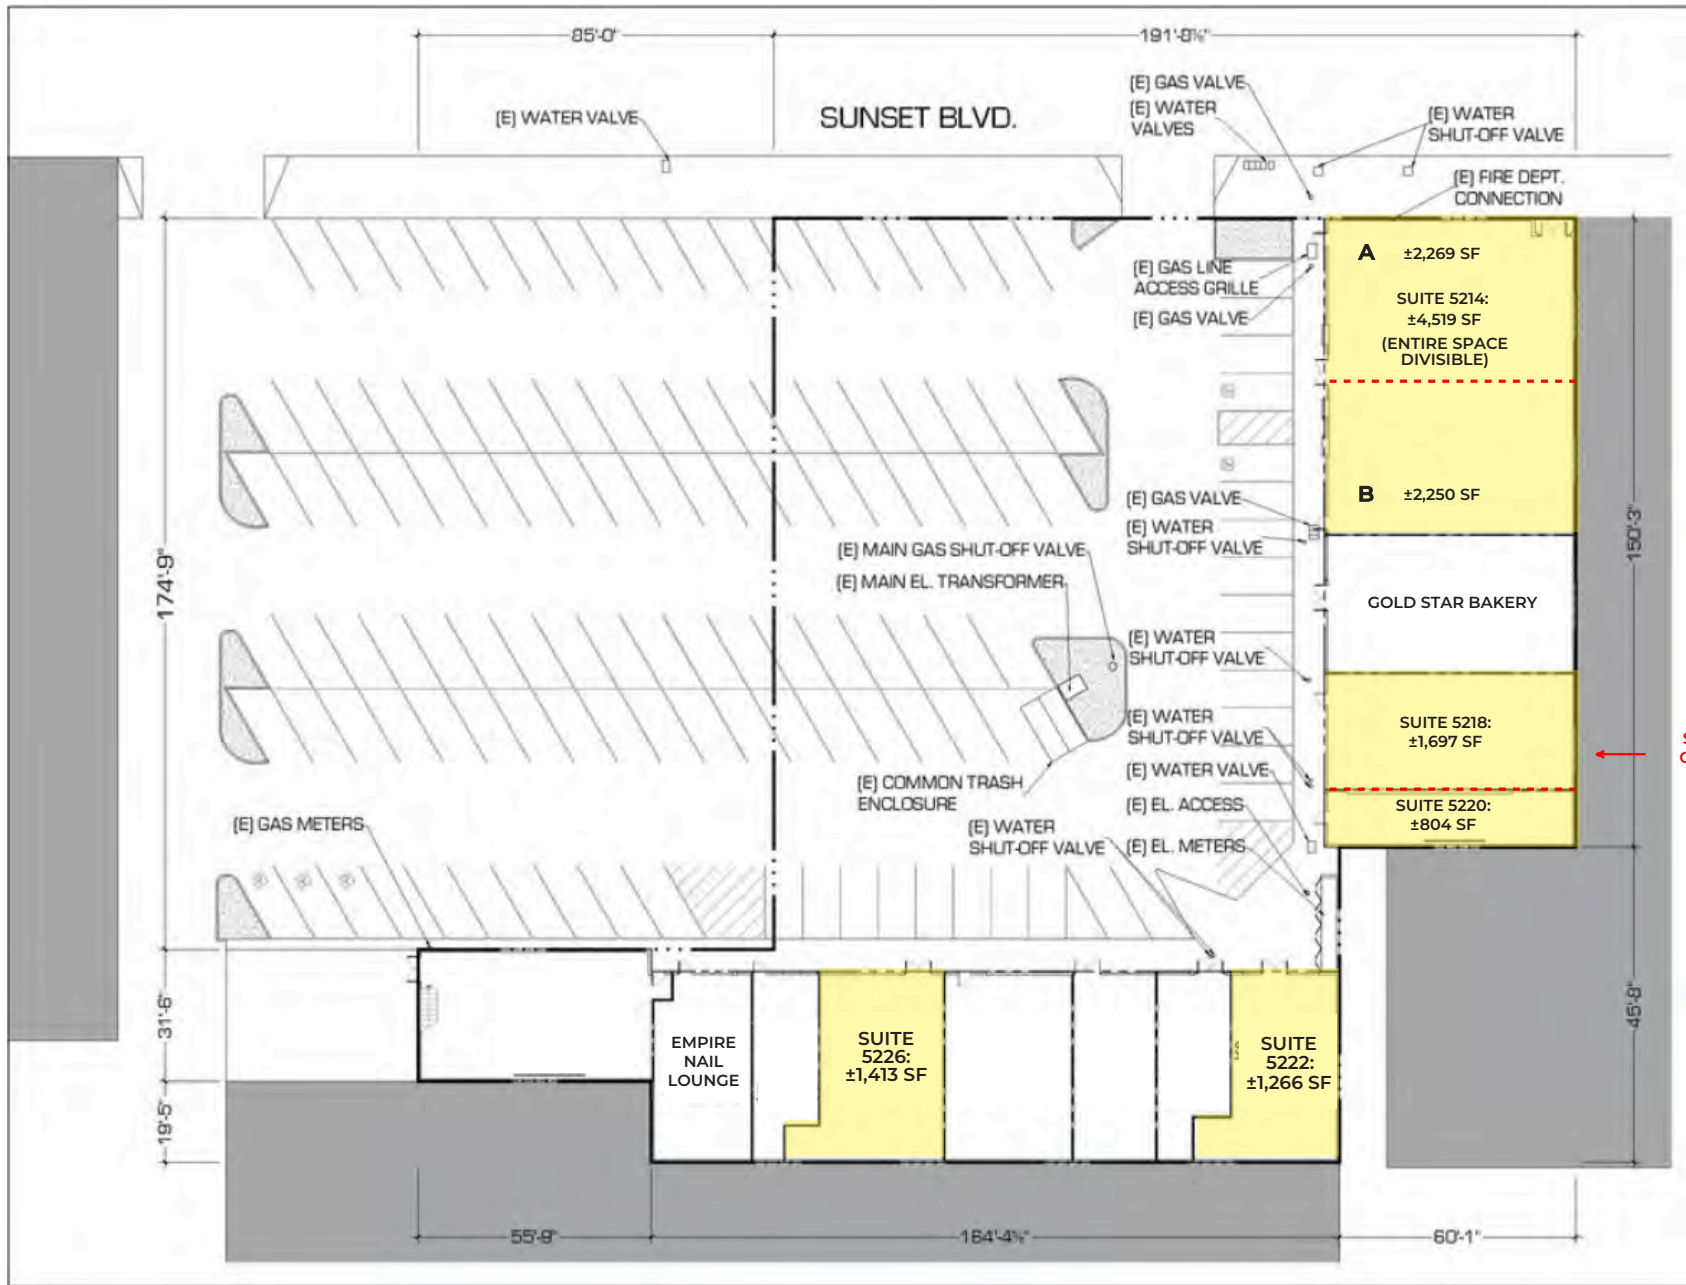 85'-0"
191'-8⅜"
(E) GAS VALVE
(E) WATER
VALVES
(E) WATER VALVE
SUNSET BLVD.
(E) WATER
SHUT-OFF VALVE
(E) FIRE DEPT.
CONNECTION
A ±2,269 SF
(E) GAS LINE
ACCESS GRILLE
(E) GAS VALVE
SUITE 5214:
±4,519 SF
(ENTIRE SPACE
DIVISIBLE)
B ±2,250 SF
(E) GAS VALVE
(E) WATER
SHUT-OFF VALVE
(E) MAIN GAS SHUT-OFF VALVE
(E) MAIN EL. TRANSFORMER
174'-9"
150'-3"
GOLD STAR BAKERY
(E) WATER
SHUT-OFF VALVE
(E) WATER
SHUT-OFF VALVE
SUITE 5218:
±1,697 SF
(E) WATER VALVE
(E) COMMON TRASH
ENCLOSURE
(E) EL. ACCESS
SUITE 5220:
±804 SF
(E) GAS METERS
(E) WATER
SHUT-OFF VALVE
(E) EL. METERS
31'-6"
45'-8"
EMPIRE
NAIL
LOUNGE
SUITE
5226:
±1,413 SF
SUITE
5222:
±1,266 SF
19'-5"
55'-9"
60'-1"